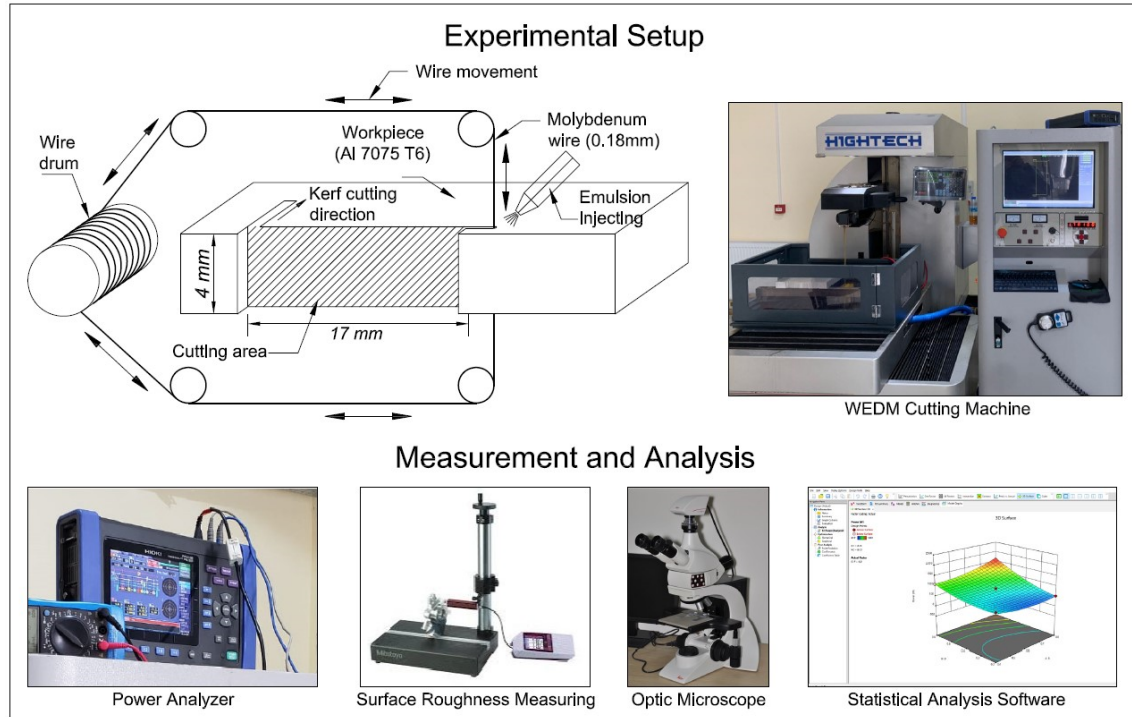 Experimental Setup
Wire movement
Wire
drum
Workpiece
(Al 7075 T6)
Molybdenum
wire (0.18mm)
Kerf cutting
direction
Emulsion
Injecting
4 mm
17 mm
Cutting area
HIGHTECH
WEDM Cutting Machine
Measurement and Analysis
HIOKI
Mitutoyo
3D Surface
Power Analyzer
Surface Roughness Measuring
Optic Microscope
Statistical Analysis Software